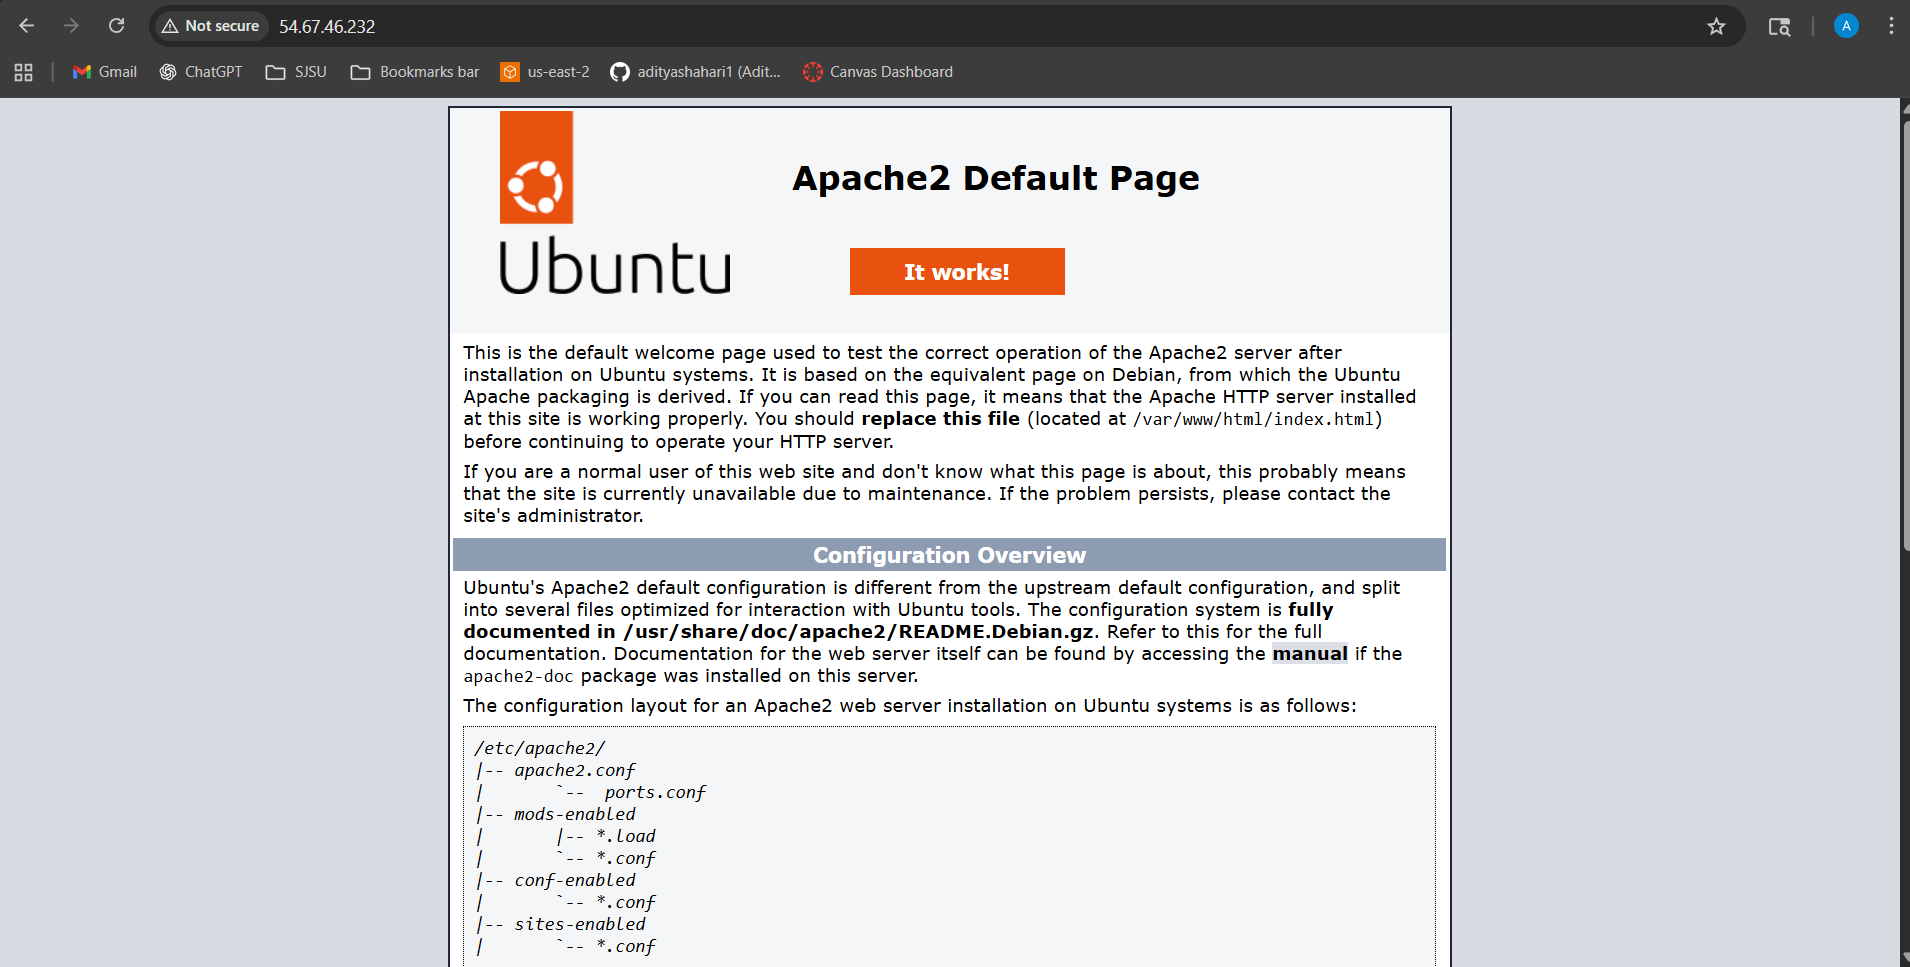 Not secure 54.67.46.232 A
Gmail ChatGPT SJSU Bookmarks bar us-east-2 adityashahari1 (Adit... Canvas Dashboard
Apache2 Default Page
Ubuntu
It works!
This is the default welcome page used to test the correct operation of the Apache2 server after
installation on Ubuntu systems. It is based on the equivalent page on Debian, from which the Ubuntu
Apache packaging is derived. If you can read this page, it means that the Apache HTTP server installed
at this site is working properly. You should replace this file (located at /var/www/html/index.html)
before continuing to operate your HTTP server.
If you are a normal user of this web site and don't know what this page is about, this probably means
that the site is currently unavailable due to maintenance. If the problem persists, please contact the
site's administrator.
Configuration Overview
Ubuntu's Apache2 default configuration is different from the upstream default configuration, and split
into several files optimized for interaction with Ubuntu tools. The configuration system is fully
documented in /usr/share/doc/apache2/README.Debian.gz. Refer to this for the full
documentation. Documentation for the web server itself can be found by accessing the manual if the
apache2-doc package was installed on this server.
The configuration layout for an Apache2 web server installation on Ubuntu systems is as follows:
/etc/apache2/
|-- apache2.conf
|       `--  ports.conf
|-- mods-enabled
|       |-- *.load
|       `-- *.conf
|-- conf-enabled
|       `-- *.conf
|-- sites-enabled
|       `-- *.conf